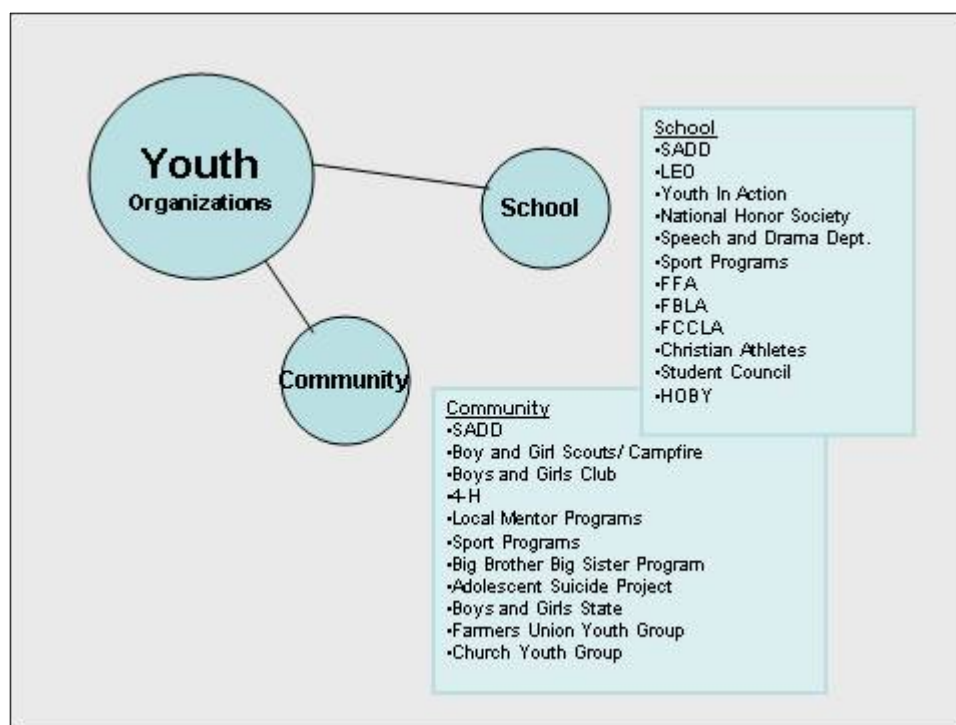 Youth
Organizations
School
Community
School
•SADD
•LEO
•Youth In Action
•National Honor Society
•Speech and Drama Dept.
•Sport Programs
•FFA
•FBLA
•FCCLA
•Christian Athletes
•Student Council
•HOBY
Community
•SADD
•Boy and Girl Scouts/ Campfire
•Boys and Girls Club
•4-H
•Local Mentor Programs
•Sport Programs
•Big Brother Big Sister Program
•Adolescent Suicide Project
•Boys and Girls State
•Farmers Union Youth Group
•Church Youth Group